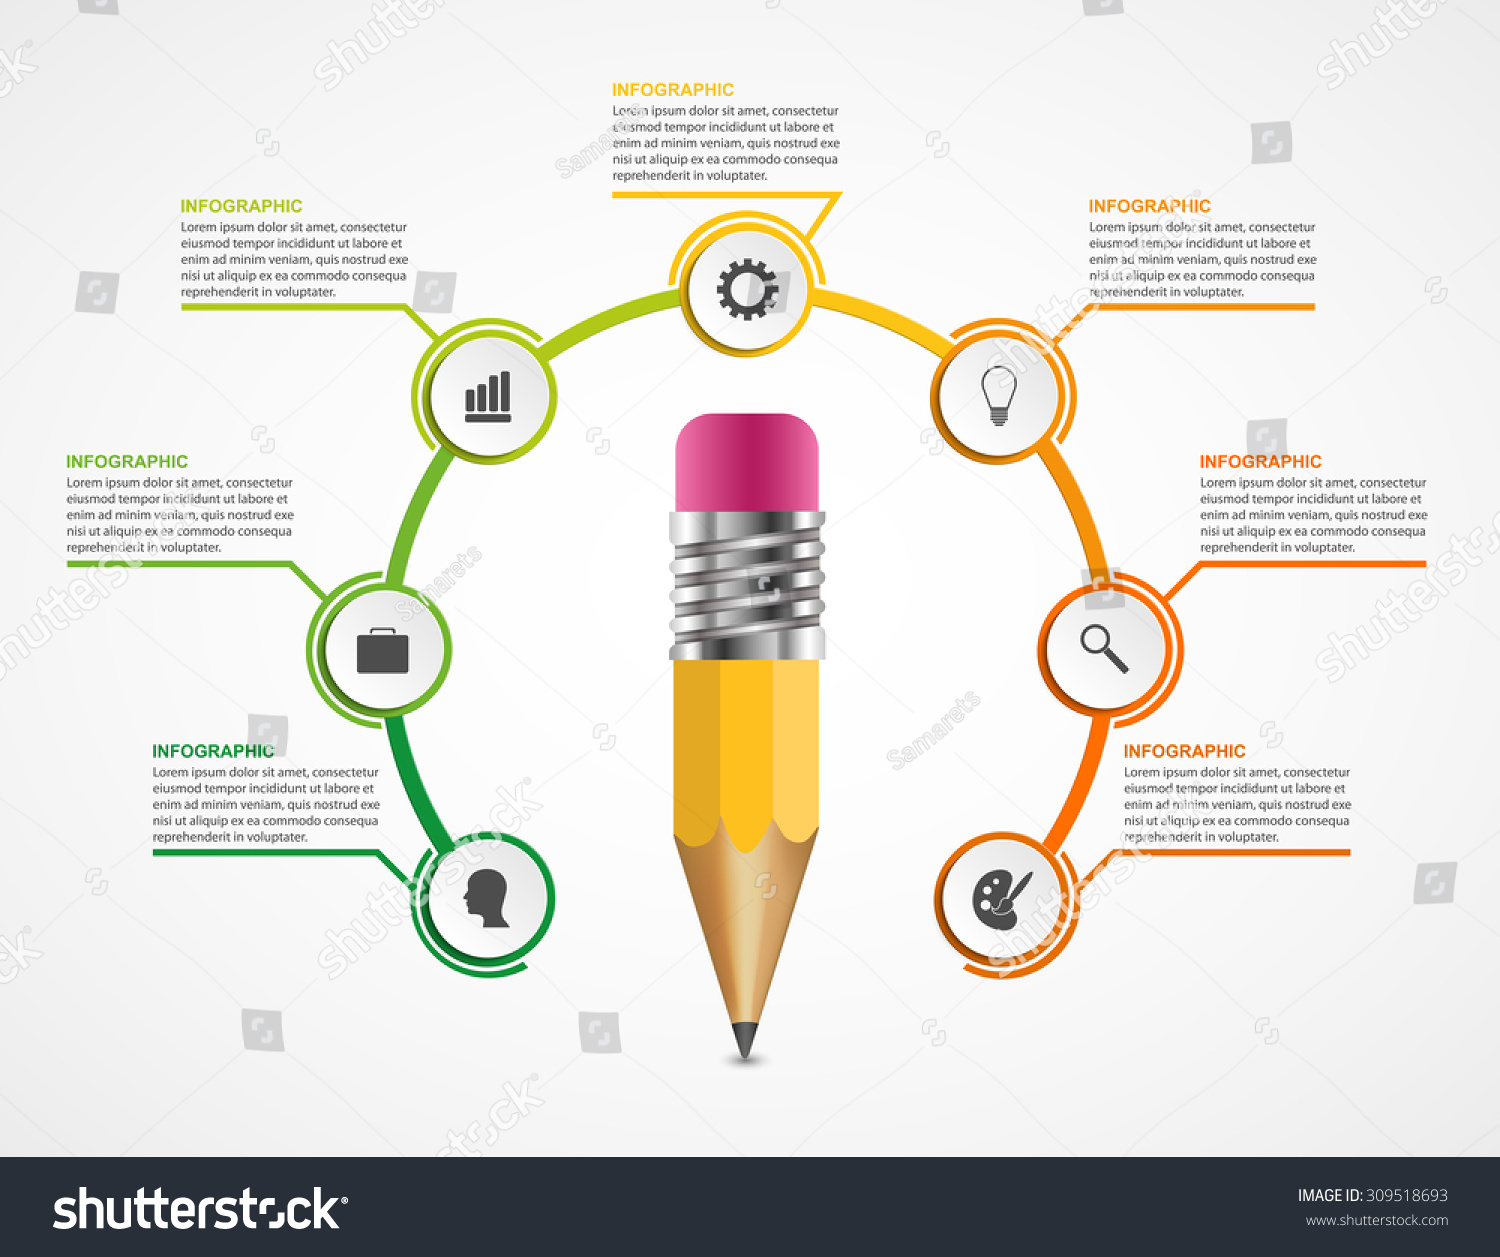 INFOGRAPHIC
Lorem ipsum dolor sit amet, consectetur
eiusmod tempor incididunt ut labore et
enim ad minim veniam, quis nostrud exe
nisi ut aliquip ex ea commodo consequa
reprehenderit in voluptater.
INFOGRAPHIC
Lorem ipsum dolor sit amet, consectetur
eiusmod tempor incididunt ut labore et
enim ad minim veniam, quis nostrud exe
nisi ut aliquip ex ea commodo consequa
reprehenderit in voluptater.
INFOGRAPHIC
Lorem ipsum dolor sit amet, consectetur
eiusmod tempor incididunt ut labore et
enim ad minim veniam, quis nostrud exe
nisi ut aliquip ex ea commodo consequa
reprehenderit in voluptater.
INFOGRAPHIC
Lorem ipsum dolor sit amet, consectetur
eiusmod tempor incididunt ut labore et
enim ad minim veniam, quis nostrud exe
nisi ut aliquip ex ea commodo consequa
reprehenderit in voluptater.
INFOGRAPHIC
Lorem ipsum dolor sit amet, consectetur
eiusmod tempor incididunt ut labore et
enim ad minim veniam, quis nostrud exe
nisi ut aliquip ex ea commodo consequa
reprehenderit in voluptater.
INFOGRAPHIC
Lorem ipsum dolor sit amet, consectetur
eiusmod tempor incididunt ut labore et
enim ad minim veniam, quis nostrud exe
nisi ut aliquip ex ea commodo consequa
reprehenderit in voluptater.
INFOGRAPHIC
Lorem ipsum dolor sit amet, consectetur
eiusmod tempor incididunt ut labore et
enim ad minim veniam, quis nostrud exe
nisi ut aliquip ex ea commodo consequa
reprehenderit in voluptater.
shutterstock
shutterstock
shutterstock
shutterstock
shutterstock
shutterstock
shutterstock
Samarets
Samarets
Samarets
shutterstock®
IMAGE ID: 309518693
www.shutterstock.com